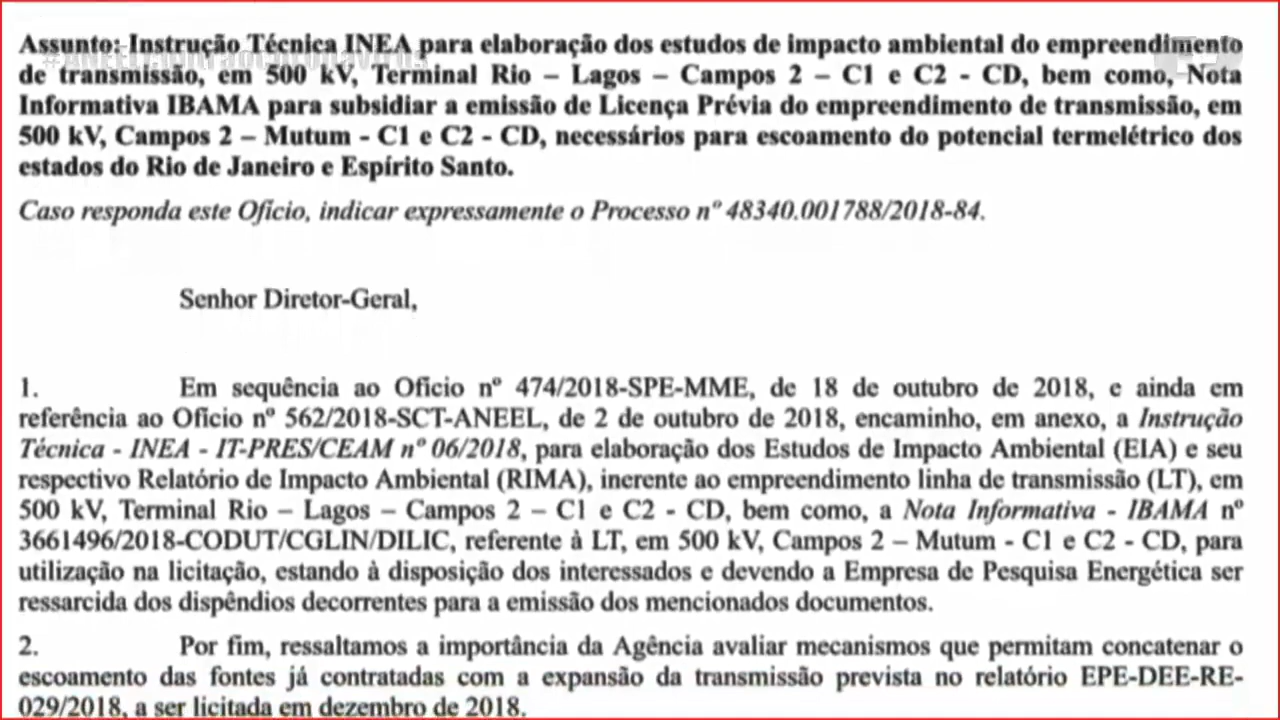 Assunto: Instrução Técnica INEA para elaboração dos estudos de impacto ambiental do empreendimento
de transmissão, em 500 kV, Terminal Rio – Lagos – Campos 2 – C1 e C2 - CD, bem como, Nota
Informativa IBAMA para subsidiar a emissão de Licença Prévia do empreendimento de transmissão, em
500 kV, Campos 2 – Mutum - C1 e C2 - CD, necessários para escoamento do potencial termelétrico dos
estados do Rio de Janeiro e Espírito Santo.
Caso responda este Ofício, indicar expressamente o Processo nº 48340.001788/2018-84.
Senhor Diretor-Geral,
1. Em sequência ao Ofício nº 474/2018-SPE-MME, de 18 de outubro de 2018, e ainda em
referência ao Ofício nº 562/2018-SCT-ANEEL, de 2 de outubro de 2018, encaminho, em anexo, a Instrução
Técnica - INEA - IT-PRES/CEAM nº 06/2018, para elaboração dos Estudos de Impacto Ambiental (EIA) e seu
respectivo Relatório de Impacto Ambiental (RIMA), inerente ao empreendimento linha de transmissão (LT), em
500 kV, Terminal Rio – Lagos – Campos 2 – C1 e C2 - CD, bem como, a Nota Informativa - IBAMA nº
3661496/2018-CODUT/CGLIN/DILIC, referente à LT, em 500 kV, Campos 2 – Mutum - C1 e C2 - CD, para
utilização na licitação, estando à disposição dos interessados e devendo a Empresa de Pesquisa Energética ser
ressarcida dos dispêndios decorrentes para a emissão dos mencionados documentos.
2. Por fim, ressaltamos a importância da Agência avaliar mecanismos que permitam concatenar o
escoamento das fontes já contratadas com a expansão da transmissão prevista no relatório EPE-DEE-RE-
029/2018, a ser licitada em dezembro de 2018.